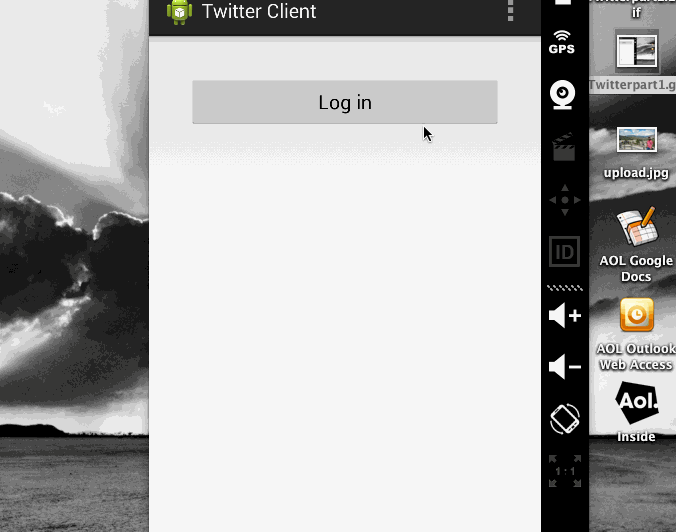 Twitter Client
Log in
GPS
ID
1:1
if
Twitterpart1.g
upload.jpg
AOL Google
Docs
AOL Outlook
Web Access
Aol.
Inside